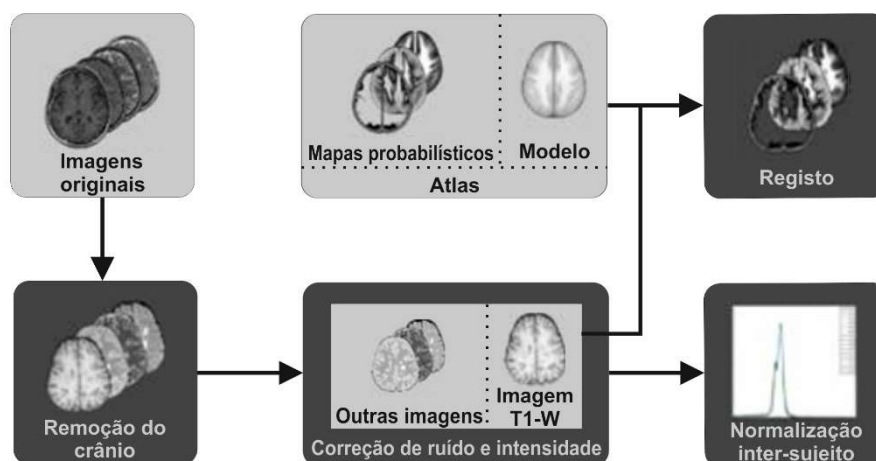 Imagens
originais
Mapas probabilísticos
Modelo
Atlas
Registo
Remoção do
crânio
Outras imagens
Imagem
T1-W
Correção de ruído e intensidade
Normalização
inter-sujeito